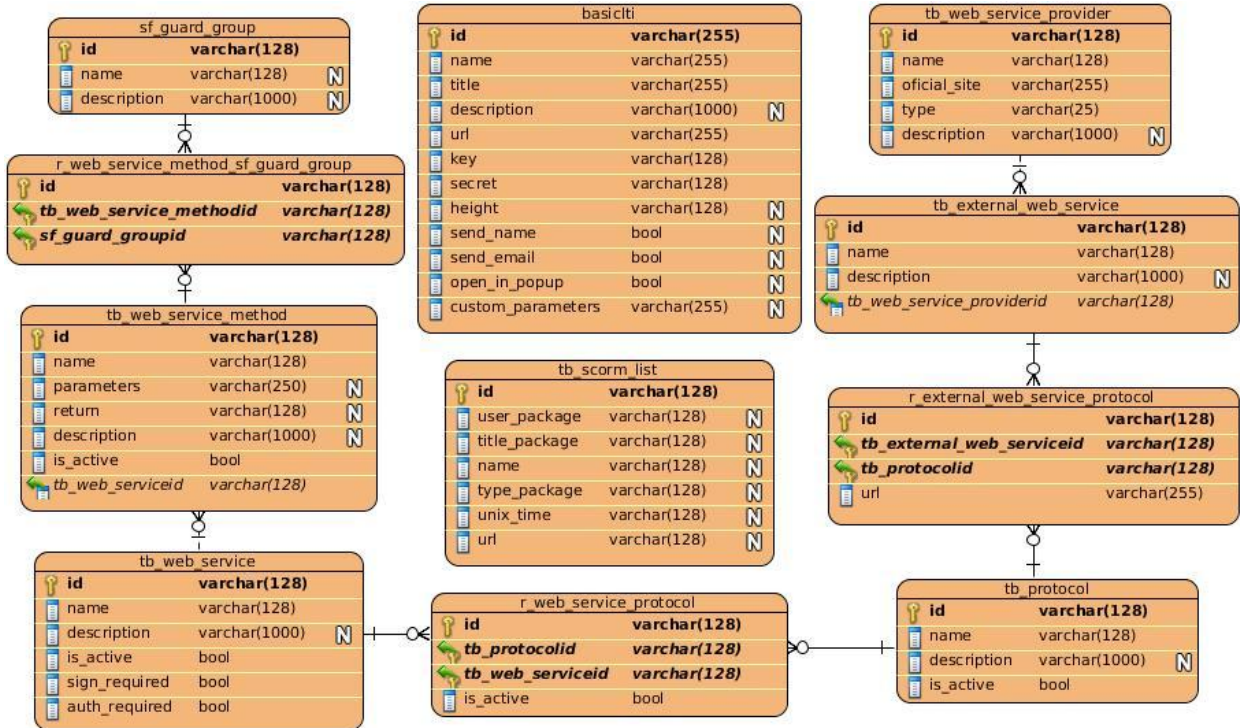 sf_guard_group
id varchar(128)
name varchar(128) N
description varchar(1000) N
r_web_service_method_sf_guard_group
id varchar(128)
tb_web_service_methodid varchar(128)
sf_guard_groupid varchar(128)
tb_web_service_method
id varchar(128)
name varchar(128)
parameters varchar(250) N
return varchar(128) N
description varchar(1000) N
is_active bool
tb_web_serviceid varchar(128)
tb_web_service
id varchar(128)
name varchar(128)
description varchar(1000) N
is_active bool
sign_required bool
auth_required bool
basiclti
id varchar(255)
name varchar(255)
title varchar(255)
description varchar(1000) N
url varchar(255)
key varchar(128)
secret varchar(128)
height varchar(128) N
send_name bool N
send_email bool N
open_in_popup bool N
custom_parameters varchar(255) N
tb_scorm_list
id varchar(128)
user_package varchar(128) N
title_package varchar(128) N
name varchar(128) N
type_package varchar(128) N
unix_time varchar(128) N
url varchar(128) N
r_web_service_protocol
id varchar(128)
tb_protocolid varchar(128)
tb_web_serviceid varchar(128)
is_active bool
tb_web_service_provider
id varchar(128)
name varchar(128)
oficial_site varchar(255)
type varchar(25)
description varchar(1000) N
tb_external_web_service
id varchar(128)
name varchar(128)
description varchar(1000) N
tb_web_service_providerid varchar(128)
r_external_web_service_protocol
id varchar(128)
tb_external_web_serviceid varchar(128)
tb_protocolid varchar(128)
url varchar(255)
tb_protocol
id varchar(128)
name varchar(128)
description varchar(1000) N
is_active bool